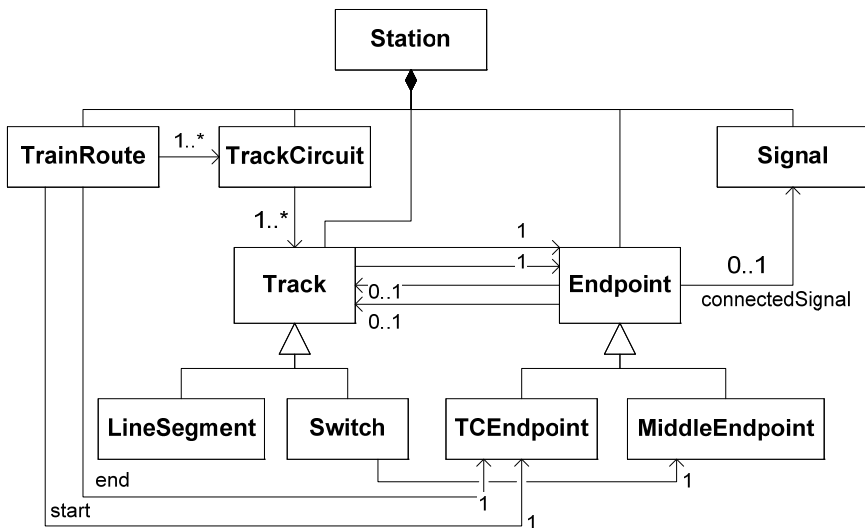 Station
TrainRoute
1..*
TrackCircuit
Signal
1..*
1
Track
1
Endpoint
0..1
0..1
0..1
connectedSignal
LineSegment
Switch
TCEndpoint
MiddleEndpoint
end
1
1
start
1